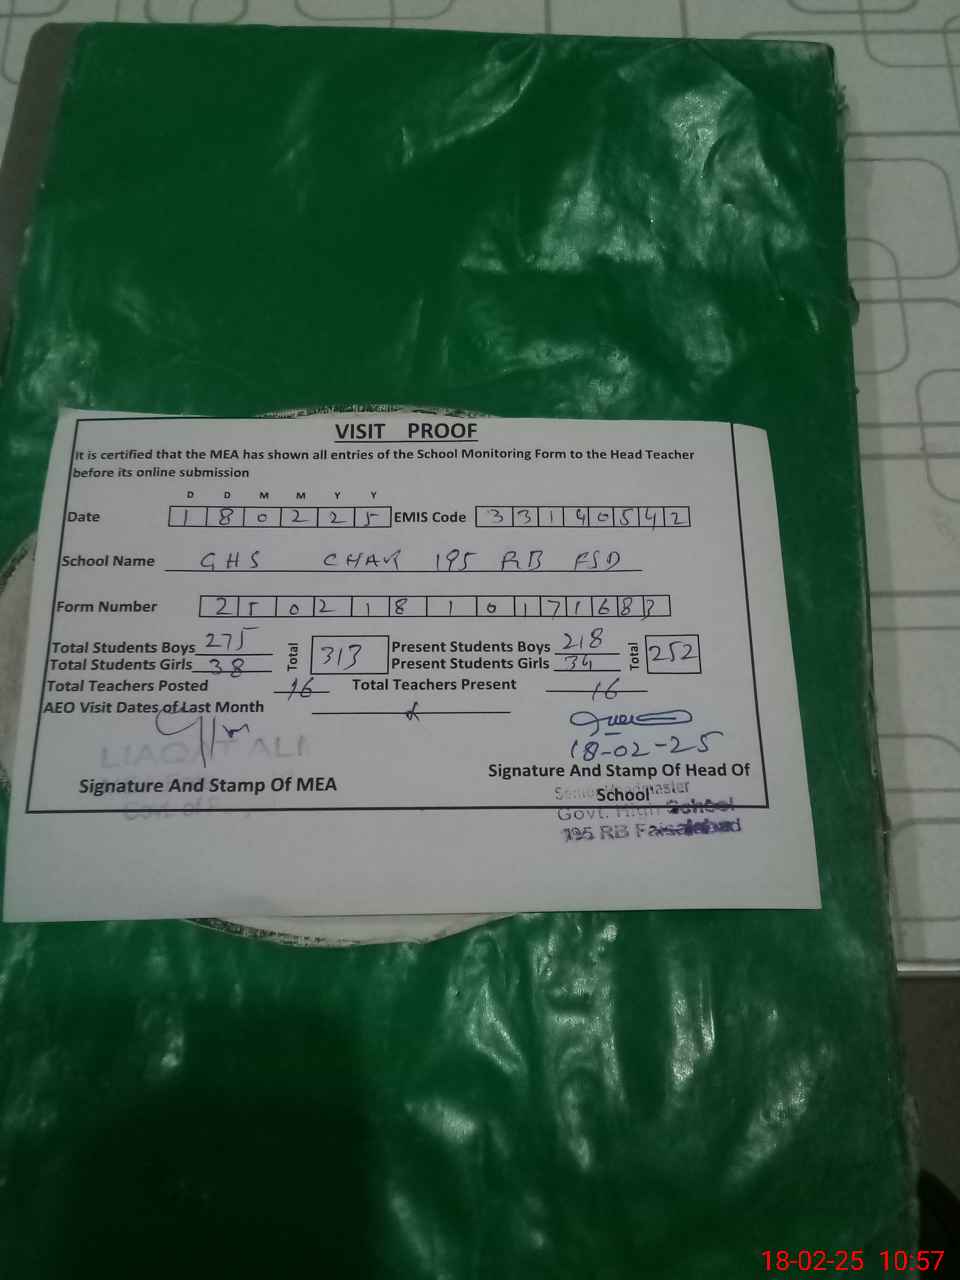 VISIT PROOF
It is certified that the MEA has shown all entries of the School Monitoring Form to the Head Teacher
before its online submission
D D M M Y Y
Date 1 8 0 2 2 5 EMIS Code 3 3 1 4 0 5 4 2
School Name GHS CHAK 195 RB FSD
Form Number 2 5 0 2 1 8 1 0 1 7 1 6 8 3
Total Students Boys 275 Total 313 Present Students Boys 218 Total 252
Total Students Girls 38 Present Students Girls 34
Total Teachers Posted 16 Total Teachers Present 16
AEO Visit Dates of Last Month
LIAQAT ALI
18-02-25
Signature And Stamp Of MEA Signature And Stamp Of Head Of
School
Senior Headmaster
Govt. High School
195 RB Faisalabad
18-02-25 10:57